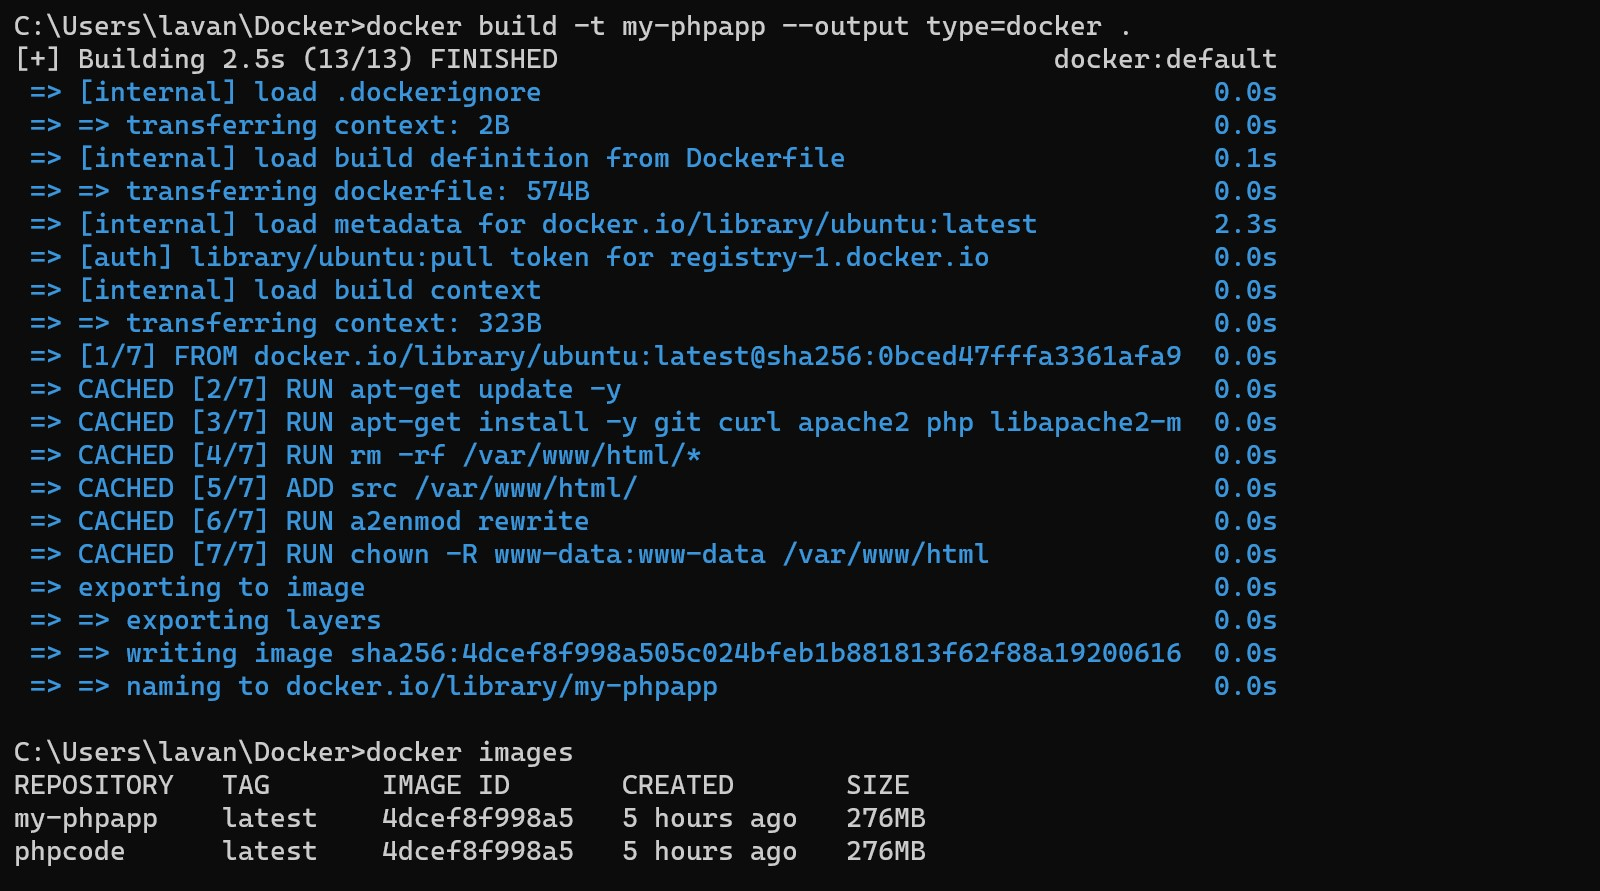 C:\Users\lavan\Docker>docker build -t my-phpapp --output type=docker .
[+] Building 2.5s (13/13) FINISHED docker:default
=> [internal] load .dockerignore 0.0s
=> => transferring context: 2B 0.0s
=> [internal] load build definition from Dockerfile 0.1s
=> => transferring dockerfile: 574B 0.0s
=> [internal] load metadata for docker.io/library/ubuntu:latest 2.3s
=> [auth] library/ubuntu:pull token for registry-1.docker.io 0.0s
=> [internal] load build context 0.0s
=> => transferring context: 323B 0.0s
=> [1/7] FROM docker.io/library/ubuntu:latest@sha256:0bced47fffa3361afa9 0.0s
=> CACHED [2/7] RUN apt-get update -y 0.0s
=> CACHED [3/7] RUN apt-get install -y git curl apache2 php libapache2-m 0.0s
=> CACHED [4/7] RUN rm -rf /var/www/html/* 0.0s
=> CACHED [5/7] ADD src /var/www/html/ 0.0s
=> CACHED [6/7] RUN a2enmod rewrite 0.0s
=> CACHED [7/7] RUN chown -R www-data:www-data /var/www/html 0.0s
=> exporting to image 0.0s
=> => exporting layers 0.0s
=> => writing image sha256:4dcef8f998a505c024bfeb1b881813f62f88a19200616 0.0s
=> => naming to docker.io/library/my-phpapp 0.0s
C:\Users\lavan\Docker>docker images
REPOSITORY TAG IMAGE ID CREATED SIZE
my-phpapp latest 4dcef8f998a5 5 hours ago 276MB
phpcode latest 4dcef8f998a5 5 hours ago 276MB